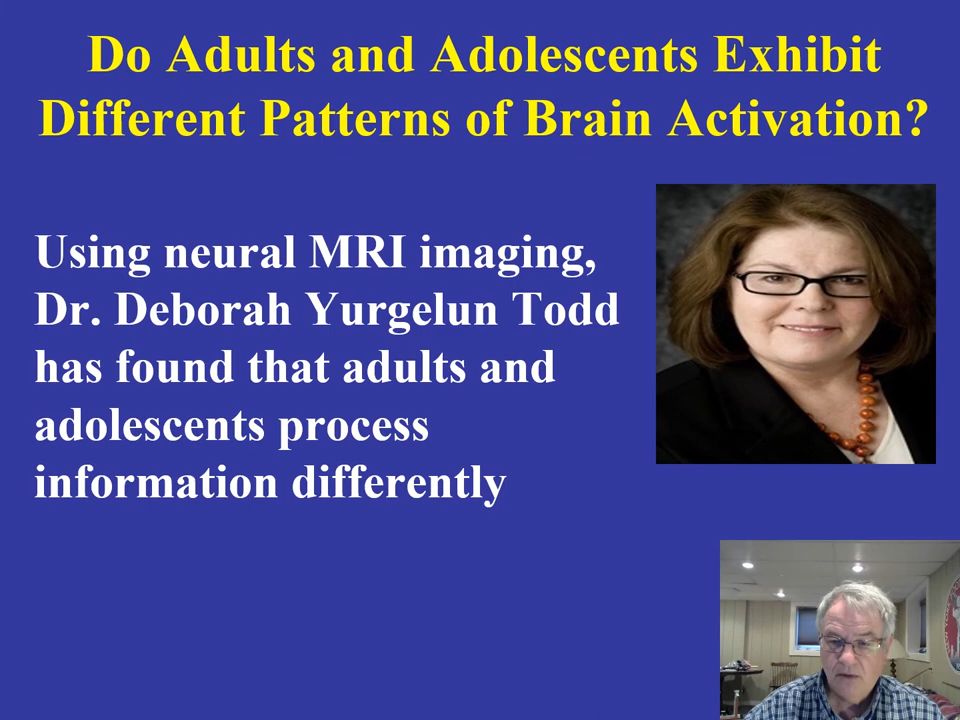 Do Adults and Adolescents Exhibit
Different Patterns of Brain Activation?
Using neural MRI imaging,
Dr. Deborah Yurgelun Todd
has found that adults and
adolescents process
information differently